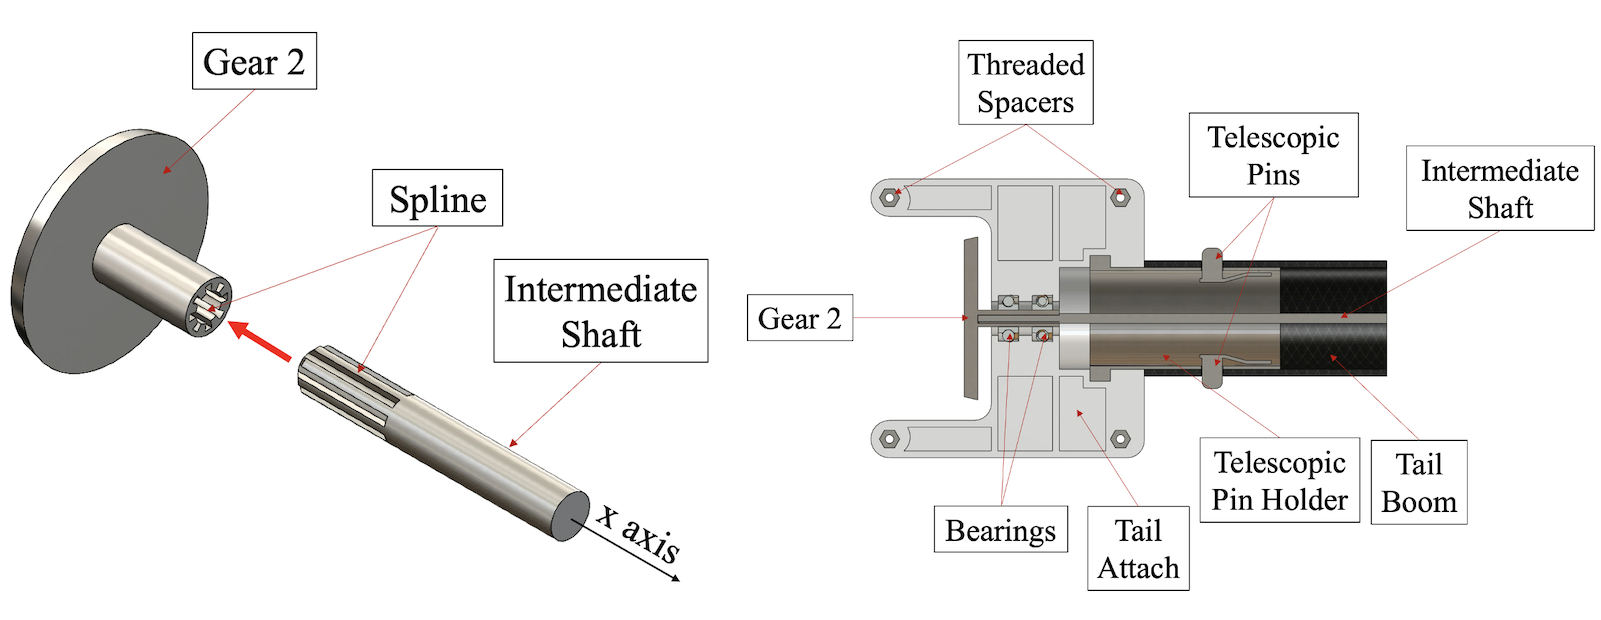 Gear 2
Spline
Intermediate
Shaft
x axis
Threaded
Spacers
Telescopic
Pins
Intermediate
Shaft
Gear 2
Bearings
Tail
Attach
Telescopic
Pin Holder
Tail
Boom